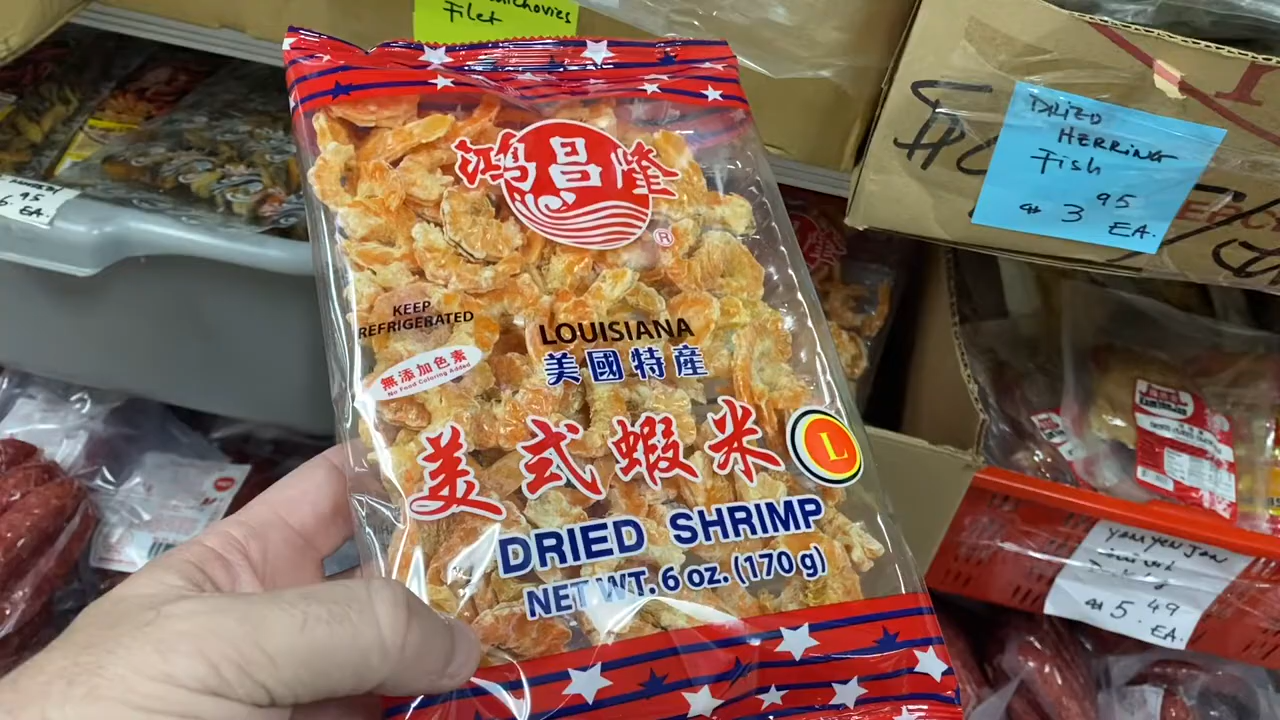 Filet
鴻昌隆
®
KEEP
REFRIGERATED
無添加色素
No Food Coloring Added
LOUISIANA
美國特產
美式蝦米
L
DRIED SHRIMP
NET WT. 6 oz. (170 g)
DRIED
HERRING
Fish
3 95
EA.
95
EA.
5 49
EA.